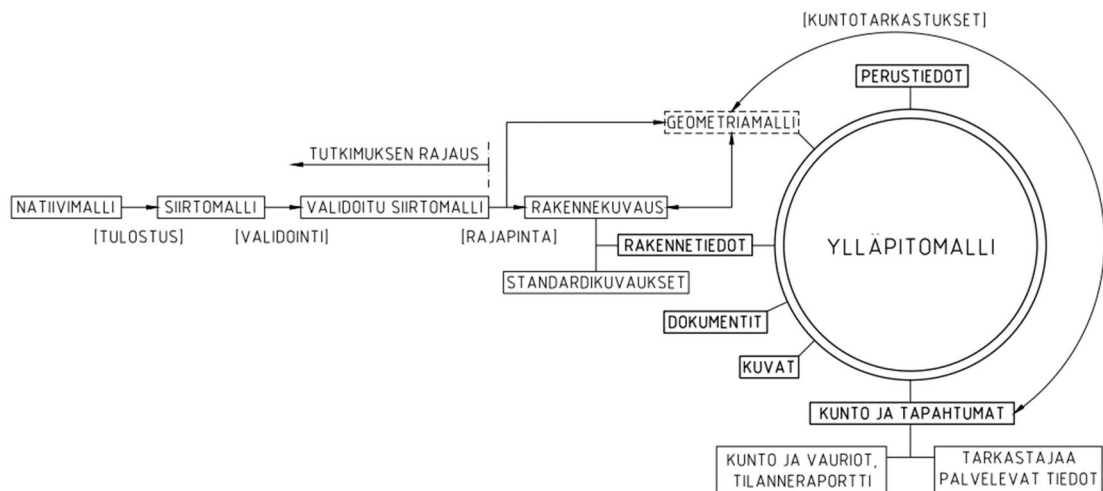 [KUNTOTARKASTUKSET]
PERUSTIEDOT
GEOMETRIAMALLI
TUTKIMUKSEN RAJAUS
NATIIVIMALLI
SIIRTOMALLI
VALIDOITU SIIRTOMALLI
RAKENNEKUVAUS
[TULOSTUS]
[VALIDOINTI]
[RAJAPINTA]
RAKENNETIEDOT
YLLÄPITOMALLI
STANDARDIKUVAUKSET
DOKUMENTIT
KUVAT
KUNTO JA TAPAHTUMAT
KUNTO JA VAURIOT,
TILANNERAPORTTI
TARKASTAJAA
PALVELEVAT TIEDOT